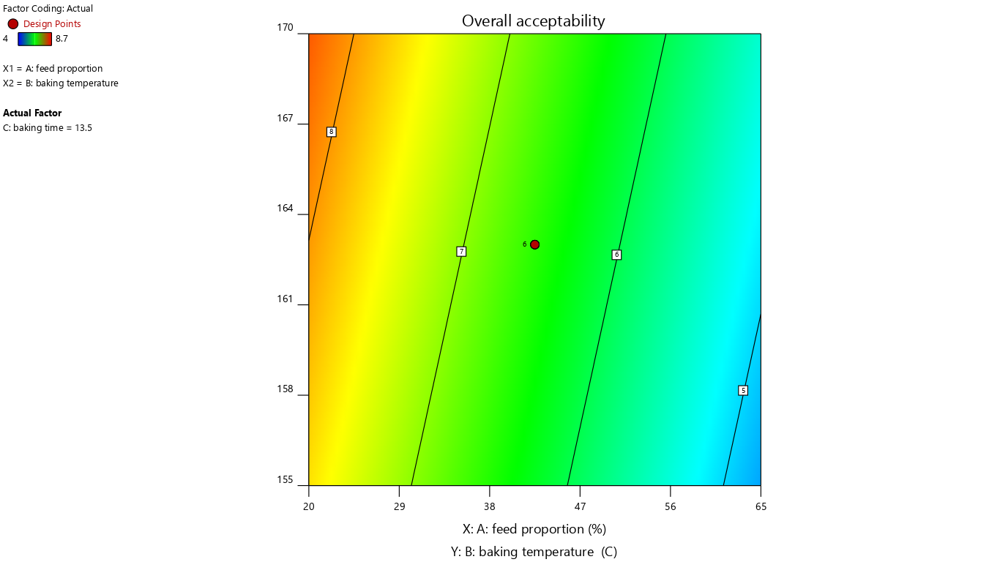 Factor Coding: Actual
Design Points
4 8.7
X1 = A: feed proportion
X2 = B: baking temperature
Actual Factor
C: baking time = 13.5
Overall acceptability
170
167
164
161
158
155
8
7
6
6
5
20 29 38 47 56 65
X: A: feed proportion (%)
Y: B: baking temperature (C)